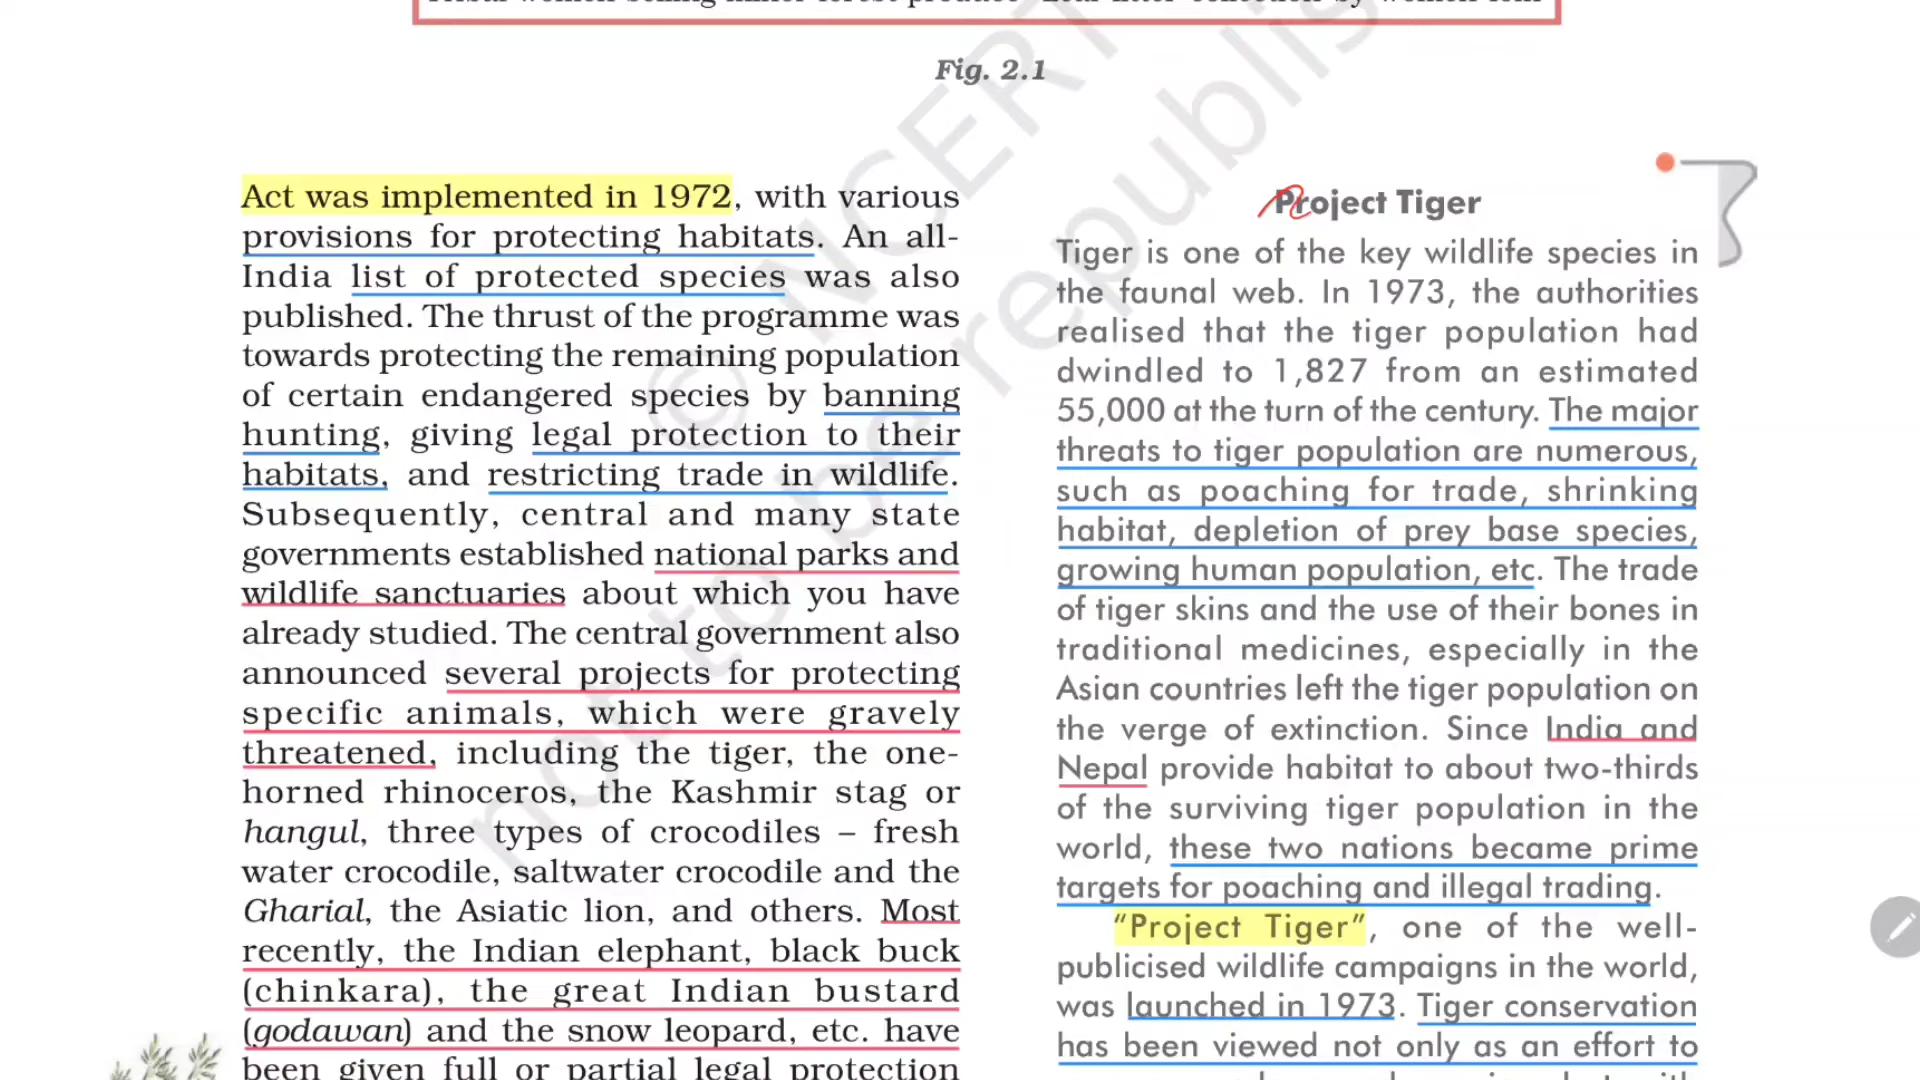 Fig. 2.1
Act was implemented in 1972, with various
provisions for protecting habitats. An all-
India list of protected species was also
published. The thrust of the programme was
towards protecting the remaining population
of certain endangered species by banning
hunting, giving legal protection to their
habitats, and restricting trade in wildlife.
Subsequently, central and many state
governments established national parks and
wildlife sanctuaries about which you have
already studied. The central government also
announced several projects for protecting
specific animals, which were gravely
threatened, including the tiger, the one-
horned rhinoceros, the Kashmir stag or
hangul, three types of crocodiles – fresh
water crocodile, saltwater crocodile and the
Gharial, the Asiatic lion, and others. Most
recently, the Indian elephant, black buck
(chinkara), the great Indian bustard
(godawan) and the snow leopard, etc. have
been given full or partial legal protection
Project Tiger
Tiger is one of the key wildlife species in
the faunal web. In 1973, the authorities
realised that the tiger population had
dwindled to 1,827 from an estimated
55,000 at the turn of the century. The major
threats to tiger population are numerous,
such as poaching for trade, shrinking
habitat, depletion of prey base species,
growing human population, etc. The trade
of tiger skins and the use of their bones in
traditional medicines, especially in the
Asian countries left the tiger population on
the verge of extinction. Since India and
Nepal provide habitat to about two-thirds
of the surviving tiger population in the
world, these two nations became prime
targets for poaching and illegal trading.
“Project Tiger”, one of the well-
publicised wildlife campaigns in the world,
was launched in 1973. Tiger conservation
has been viewed not only as an effort to
© NCERT
not to be republis